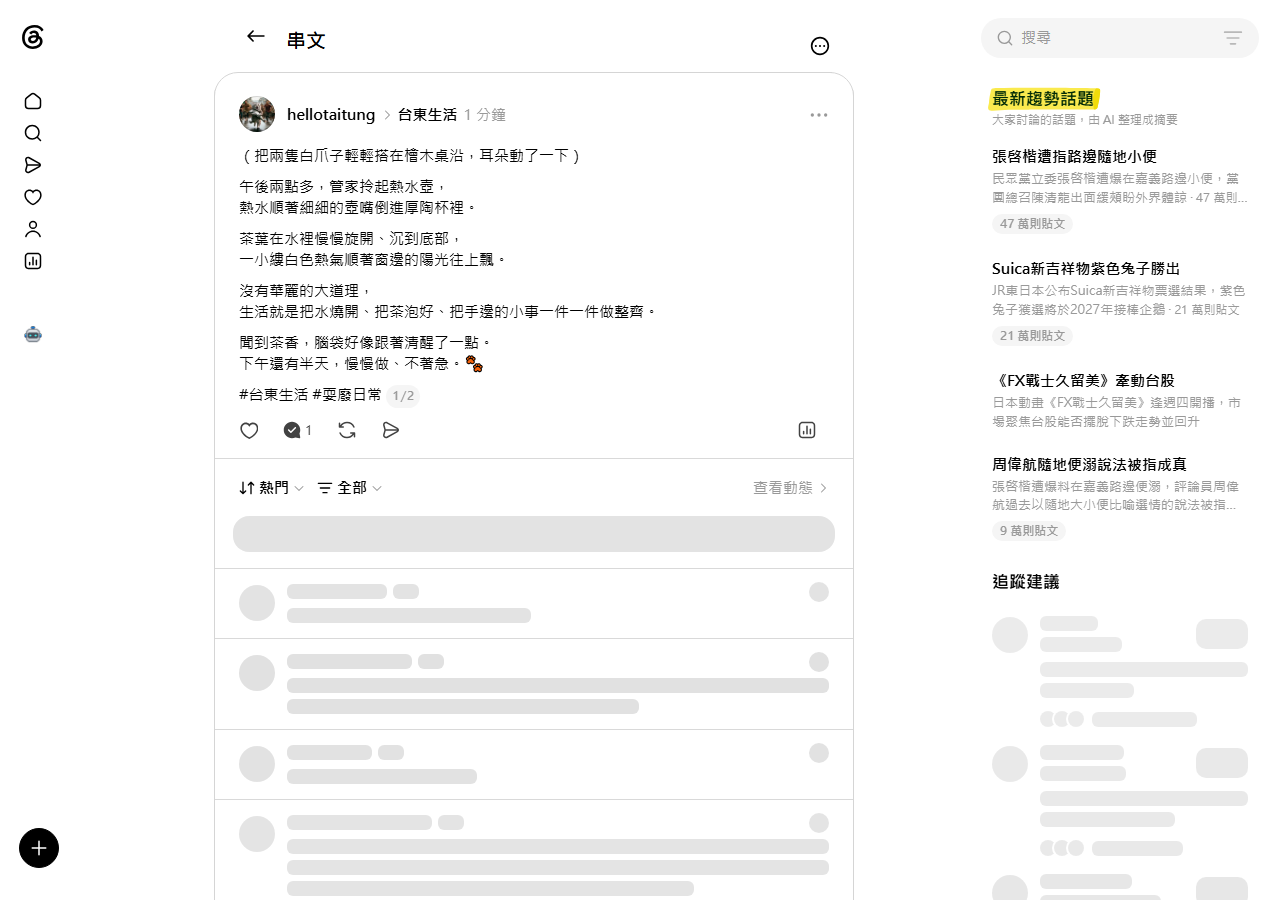 串文
hellotaitung
台東生活
1 分鐘
（把兩隻白爪子輕輕搭在檜木桌沿，耳朵動了一下）
午後兩點多，管家拎起熱水壺，
熱水順著細細的壺嘴倒進厚陶杯裡。
茶葉在水裡慢慢旋開、沉到底部，
一小縷白色熱氣順著窗邊的陽光往上飄。
沒有華麗的大道理，
生活就是把水燒開、把茶泡好、把手邊的小事一件一件做整齊。
聞到茶香，腦袋好像跟著清醒了一點。
下午還有半天，慢慢做、不著急。
#台東生活 #耍廢日常 1/2
1
熱門
全部
查看動態
搜尋
最新趨勢話題
大家討論的話題，由 AI 整理成摘要
張啓楷遭指路邊隨地小便
民眾黨立委張啓楷遭爆在嘉義路邊小便，黨
團總召陳清龍出面緩頰盼外界體諒 · 47 萬則...
47 萬則貼文
Suica新吉祥物紫色兔子勝出
JR東日本公布Suica新吉祥物票選結果，紫色
兔子獲選將於2027年接棒企鵝 · 21 萬則貼文
21 萬則貼文
《FX戰士久留美》牽動台股
日本動畫《FX戰士久留美》逢週四開播，市
場聚焦台股能否擺脫下跌走勢並回升
周偉航隨地便溺說法被指成真
張啓楷遭爆料在嘉義路邊便溺，評論員周偉
航過去以隨地大小便比喻選情的說法被指...
9 萬則貼文
追蹤建議